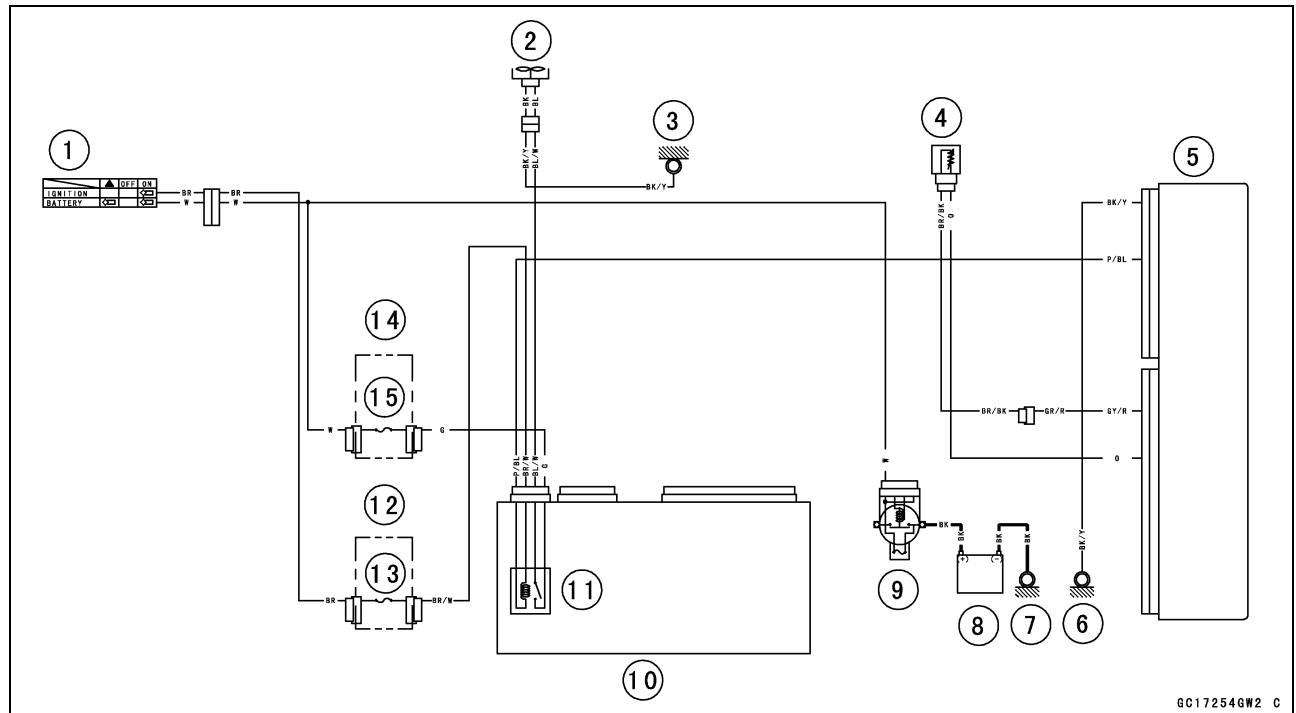 2
1
3
4
5
OFF ON
IGNITION
BATTERY
BR
W
BR
W
BK
BL
BK/Y
BL/W
BK/Y
BR/BK
O
BK/Y
P/BL
14
15
W
G
P/BL
BR/W
BL/W
G
BR/BK
GR/R
GY/R
O
W
BK/Y
12
13
BR
BR/W
11
BK
BK
(+)
(-)
BK
BK
9
8
7
6
10
GC17254GW2 C